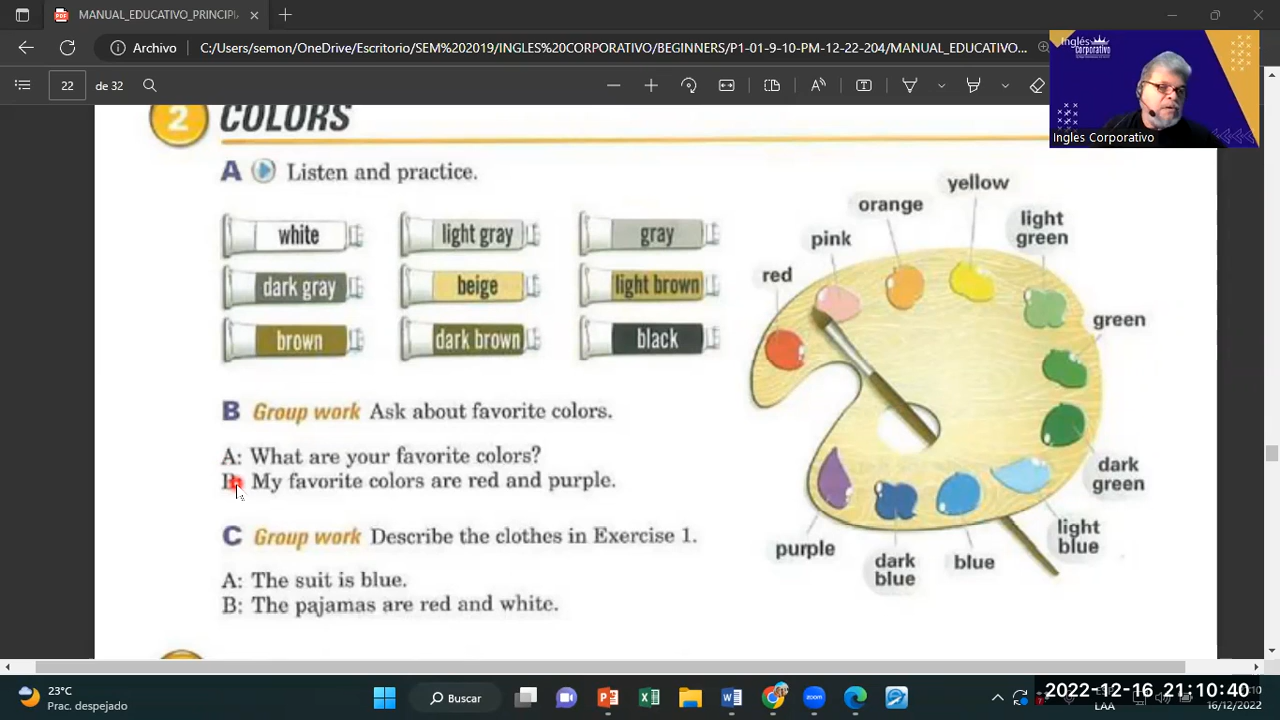 MANUAL_EDUCATIVO_PRINCIPI
Archivo
C:/Users/semon/OneDrive/Escritorio/SEM%202019/INGLES%20CORPORATIVO/BEGINNERS/P1-01-9-10-PM-12-22-204/MANUAL_EDUCATIVO...
22
de 32
Inglés
corporativo
Ingles Corporativo
2 COLORS
A Listen and practice.
white
light gray
gray
dark gray
beige
light brown
brown
dark brown
black
red
pink
orange
yellow
light
green
green
dark
green
light
blue
blue
dark
blue
purple
B Group work Ask about favorite colors.
A: What are your favorite colors?
B: My favorite colors are red and purple.
C Group work Describe the clothes in Exercise 1.
A: The suit is blue.
B: The pajamas are red and white.
23°C
Prac. despejado
Buscar
LAA
2022-12-16 21:10:40
16/12/2022